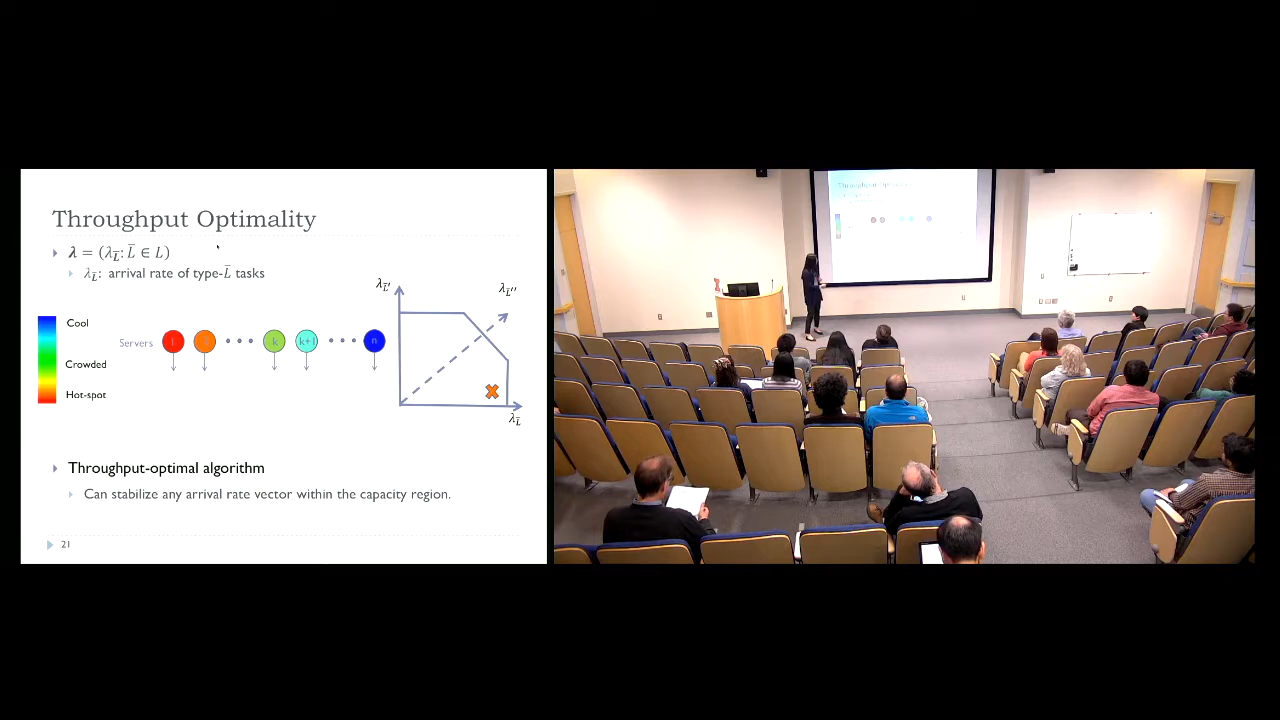 Throughput Optimality
λ = (λ_L̄ : L̄ ∈ L)
λ_L̄: arrival rate of type-L̄ tasks
λ_L̄′
λ_L̄″
Cool
Servers
k
k+1
n
Crowded
Hot-spot
λ_L̄
Throughput-optimal algorithm
Can stabilize any arrival rate vector within the capacity region.
21